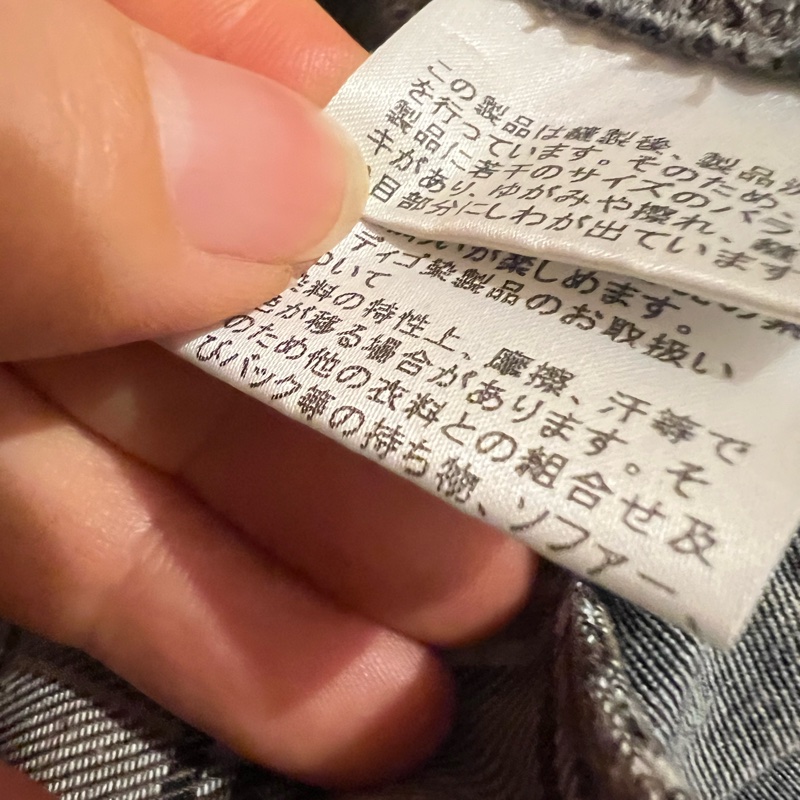 この製品は縫製後、製品
を行っています。そのため、
製品に若干のサイズのバラ
キがあり、ゆがみや擦れ、縫
目部分にしわが出ています
が楽しめます。
ディゴ染製品のお取扱い
ついて
染料の特性上、摩擦、汗等で
色が移る場合があります。そ
のため他の衣料との組合せ及
びバック等の持ち物、ソファー、